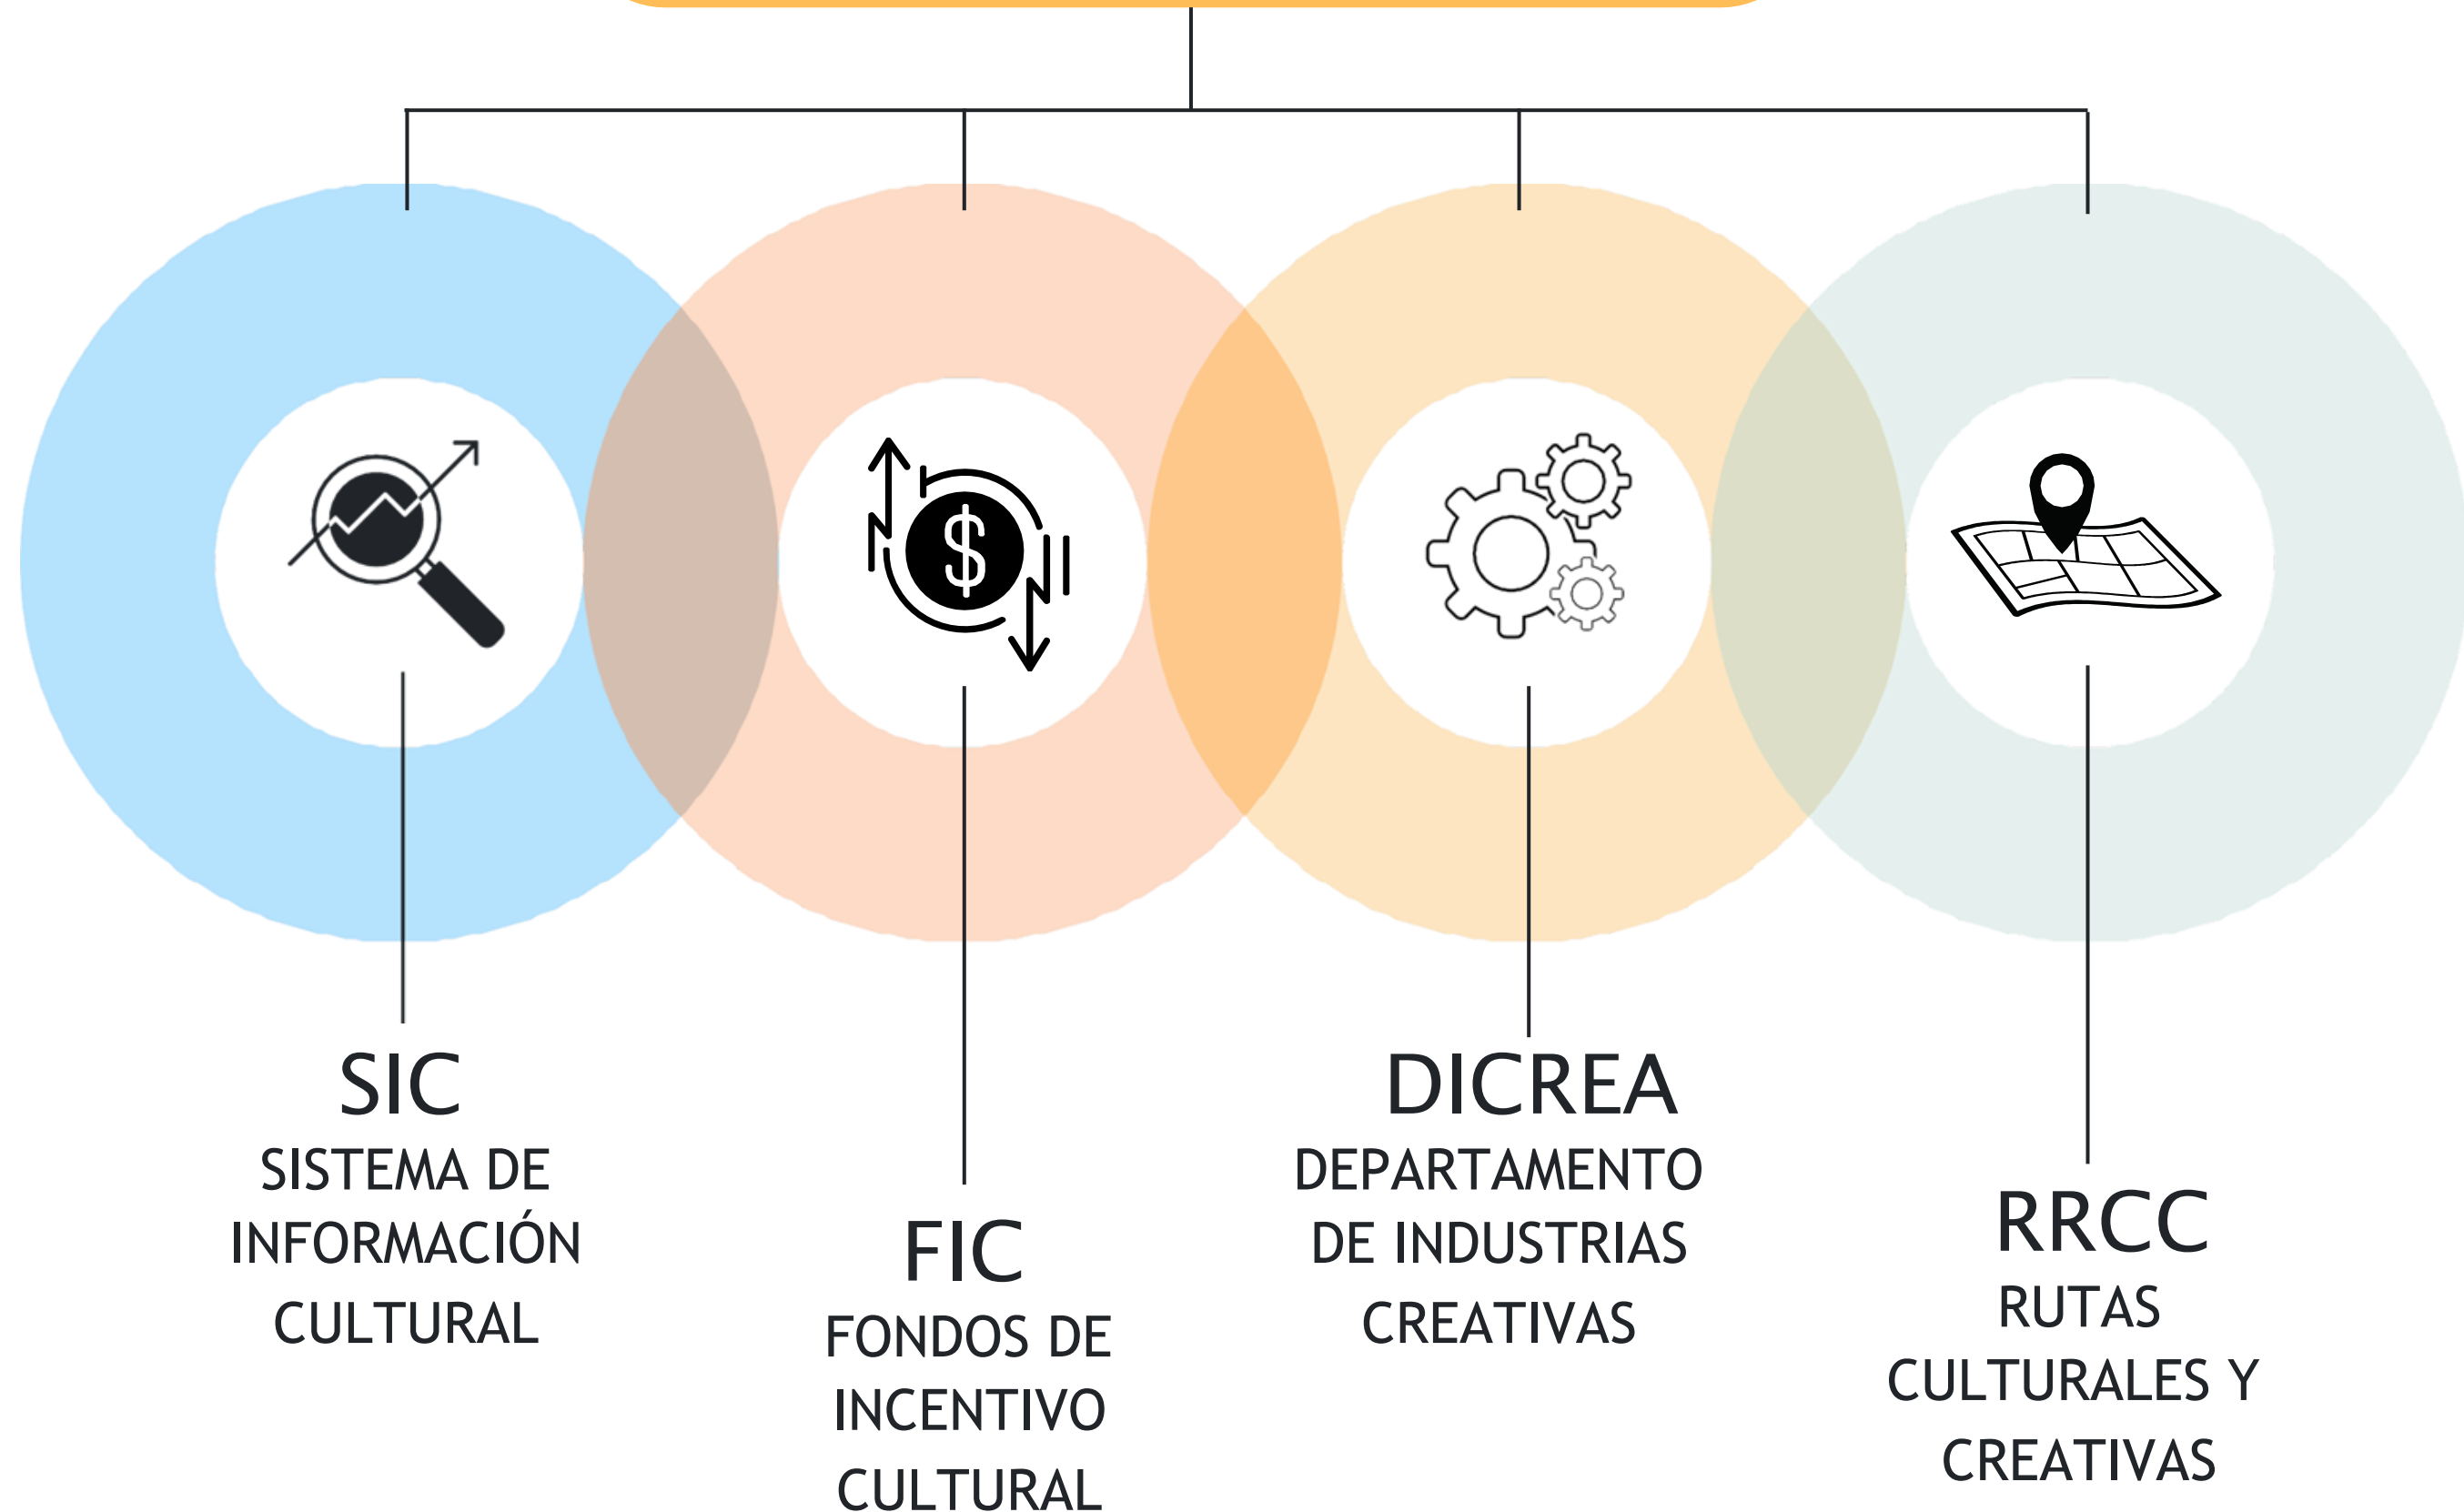 SIC
SISTEMA DE
INFORMACIÓN
CULTURAL
FIC
FONDOS DE
INCENTIVO
CULTURAL
DICREA
DEPARTAMENTO
DE INDUSTRIAS
CREATIVAS
RRCC
RUTAS
CULTURALES Y
CREATIVAS